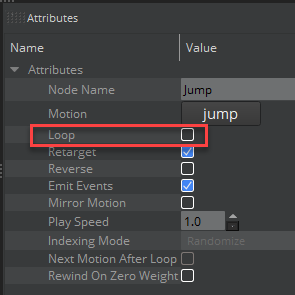 Attributes
Name Value
Attributes
Node Name Jump
Motion jump
Loop
Retarget
Reverse
Emit Events
Mirror Motion
Play Speed 1.0
Indexing Mode Randomize
Next Motion After Loop
Rewind On Zero Weight